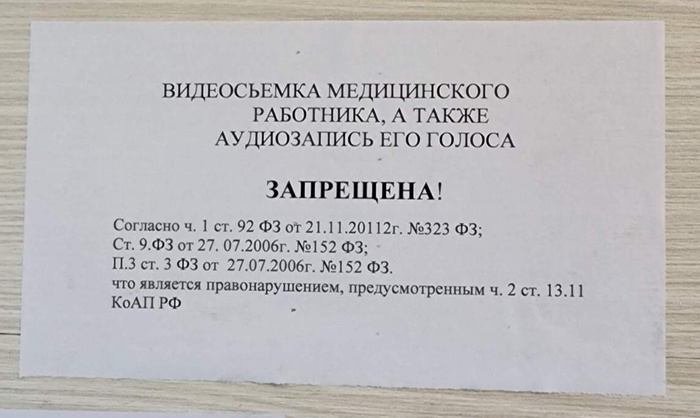 ВИДЕОСЬЕМКА МЕДИЦИНСКОГО
РАБОТНИКА, А ТАКЖЕ
АУДИОЗАПИСЬ ЕГО ГОЛОСА
ЗАПРЕЩЕНА!
Согласно ч. 1 ст. 92 ФЗ от 21.11.20112г. №323 ФЗ;
Ст. 9.ФЗ от 27. 07.2006г. №152 ФЗ;
П.3 ст. 3 ФЗ от 27.07.2006г. №152 ФЗ.
что является правонарушением, предусмотренным ч. 2 ст. 13.11
КоАП РФ